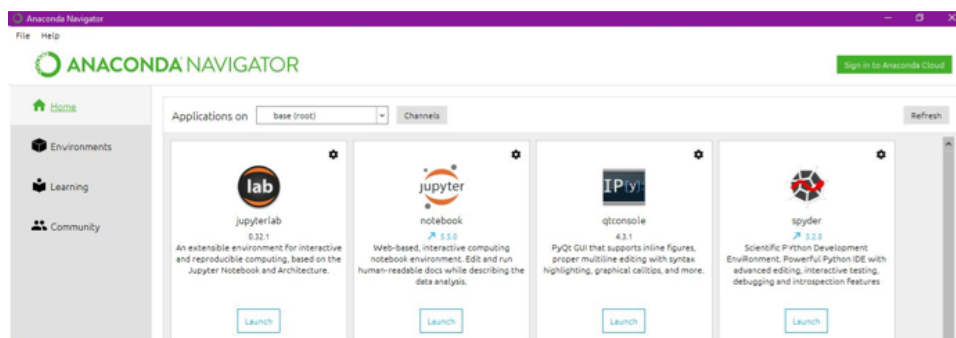 Anaconda Navigator
File Help
ANACONDA NAVIGATOR
Sign in to Anaconda Cloud
Home
Environments
Learning
Community
Applications on base (root) Channels Refresh
lab
jupyterlab
0.32.1
An extensible environment for interactive
and reproducible computing, based on the
Jupyter Notebook and Architecture.
Launch
jupyter
notebook
5.5.0
Web-based, interactive computing
notebook environment. Edit and run
human-readable docs while describing the
data analysis.
Launch
IP[y]:
qtconsole
4.3.1
PyQt GUI that supports inline figures,
proper multiline editing with syntax
highlighting, graphical calltips, and more.
Launch
spyder
3.2.8
Scientific PYthon Development
EnviRonment. Powerful Python IDE with
advanced editing, interactive testing,
debugging and introspection features
Launch